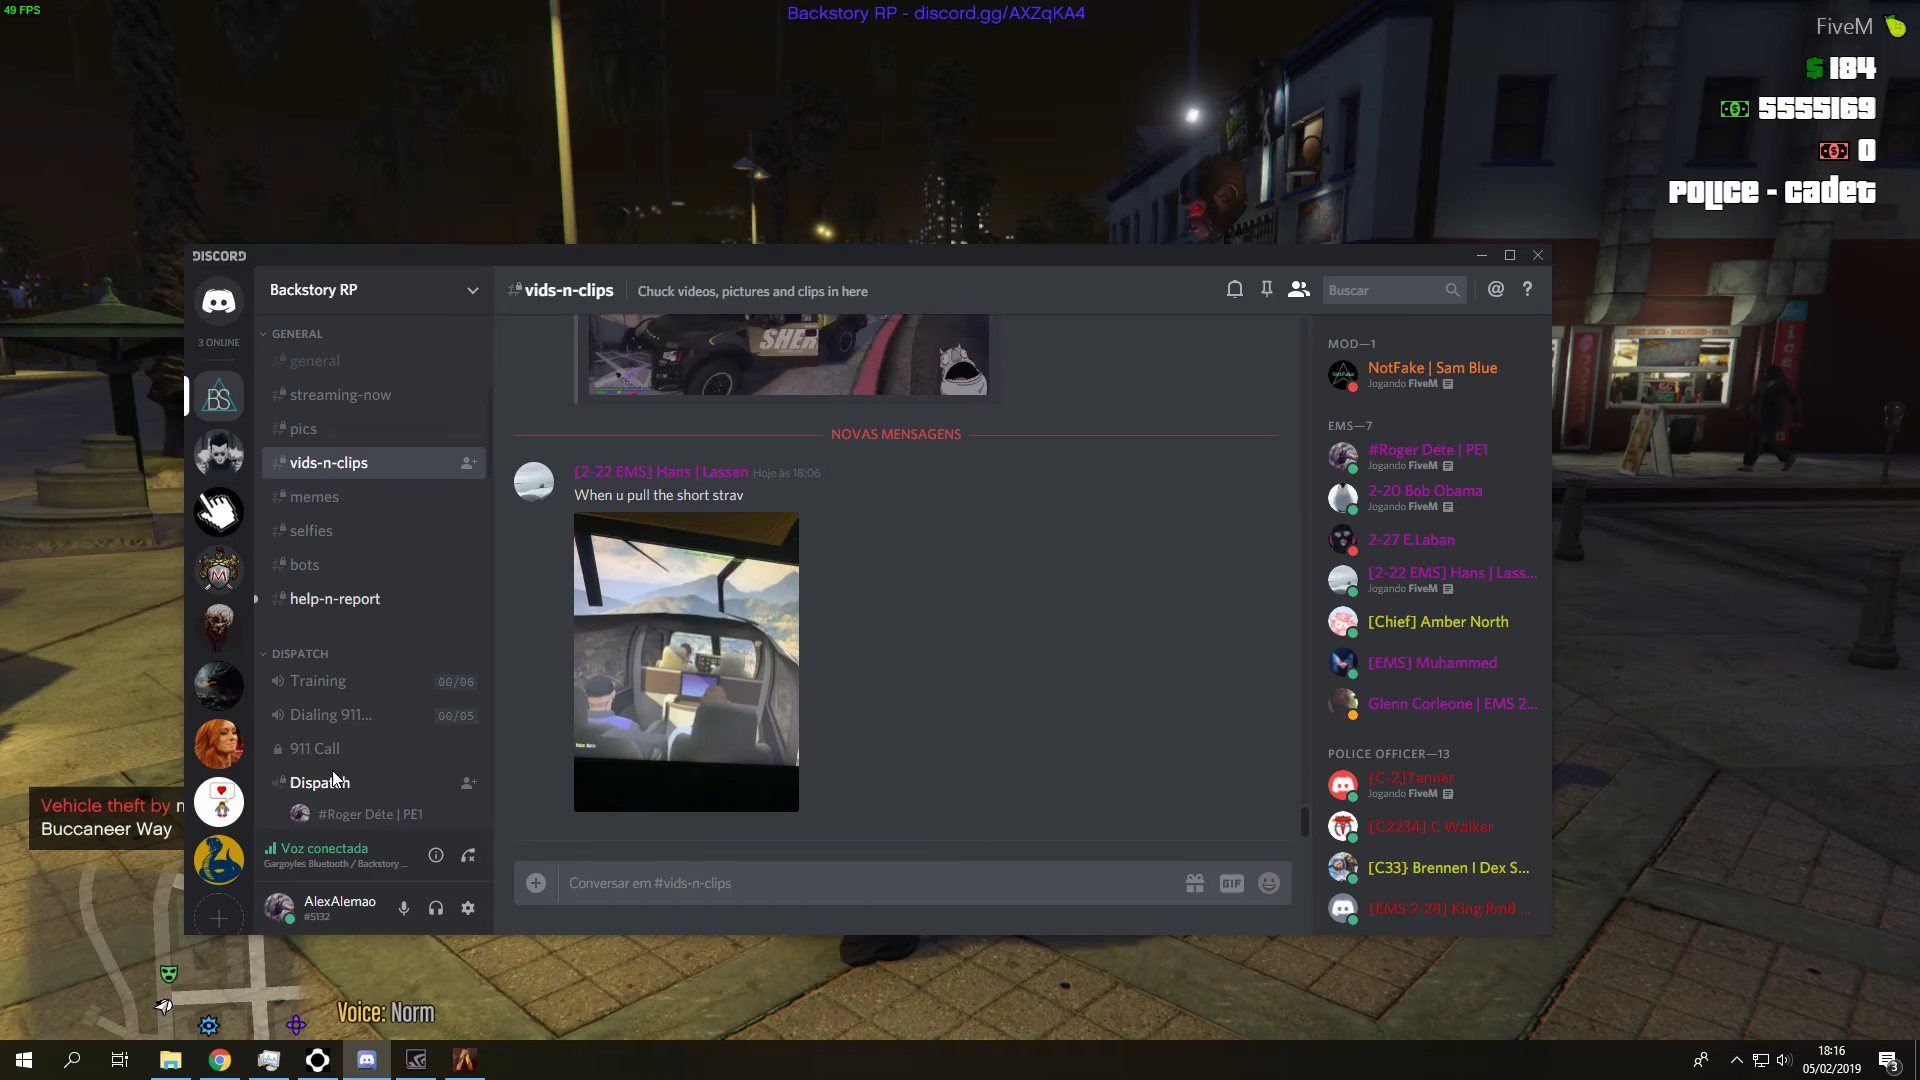 49 FPS
Backstory RP - discord.gg/AXZqKA4
FiveM
$ 184
5555169
0
POLICE - CADET
DISCORD
3 ONLINE
BS
M
Backstory RP
GENERAL
general
streaming-now
pics
vids-n-clips
memes
selfies
bots
help-n-report
DISPATCH
Training 00/06
Dialing 911... 00/05
911 Call
Dispatch
#Roger Déte | PE1
Voz conectada
Gargoyles Bluetooth / Backstory ...
AlexAlemao
#5132
vids-n-clips
Chuck videos, pictures and clips in here
Buscar
SHER
NOVAS MENSAGENS
[2-22 EMS] Hans | Lassen Hoje às 18:06
When u pull the short strav
Conversar em #vids-n-clips
GIF
MOD—1
NotFake | Sam Blue
Jogando FiveM
EMS—7
#Roger Déte | PE1
Jogando FiveM
2-20 Bob Obama
Jogando FiveM
2-27 E.Laban
[2-22 EMS] Hans | Lass...
Jogando FiveM
[Chief] Amber North
[EMS] Muhammed
Glenn Corleone | EMS 2...
POLICE OFFICER—13
[C-2]Tanner
Jogando FiveM
[C2234] C Walker
[C33} Brennen I Dex S...
[EMS 2-28] King RmB ...
Vehicle theft by
Buccaneer Way
Voice: Norm
18:16
05/02/2019
3